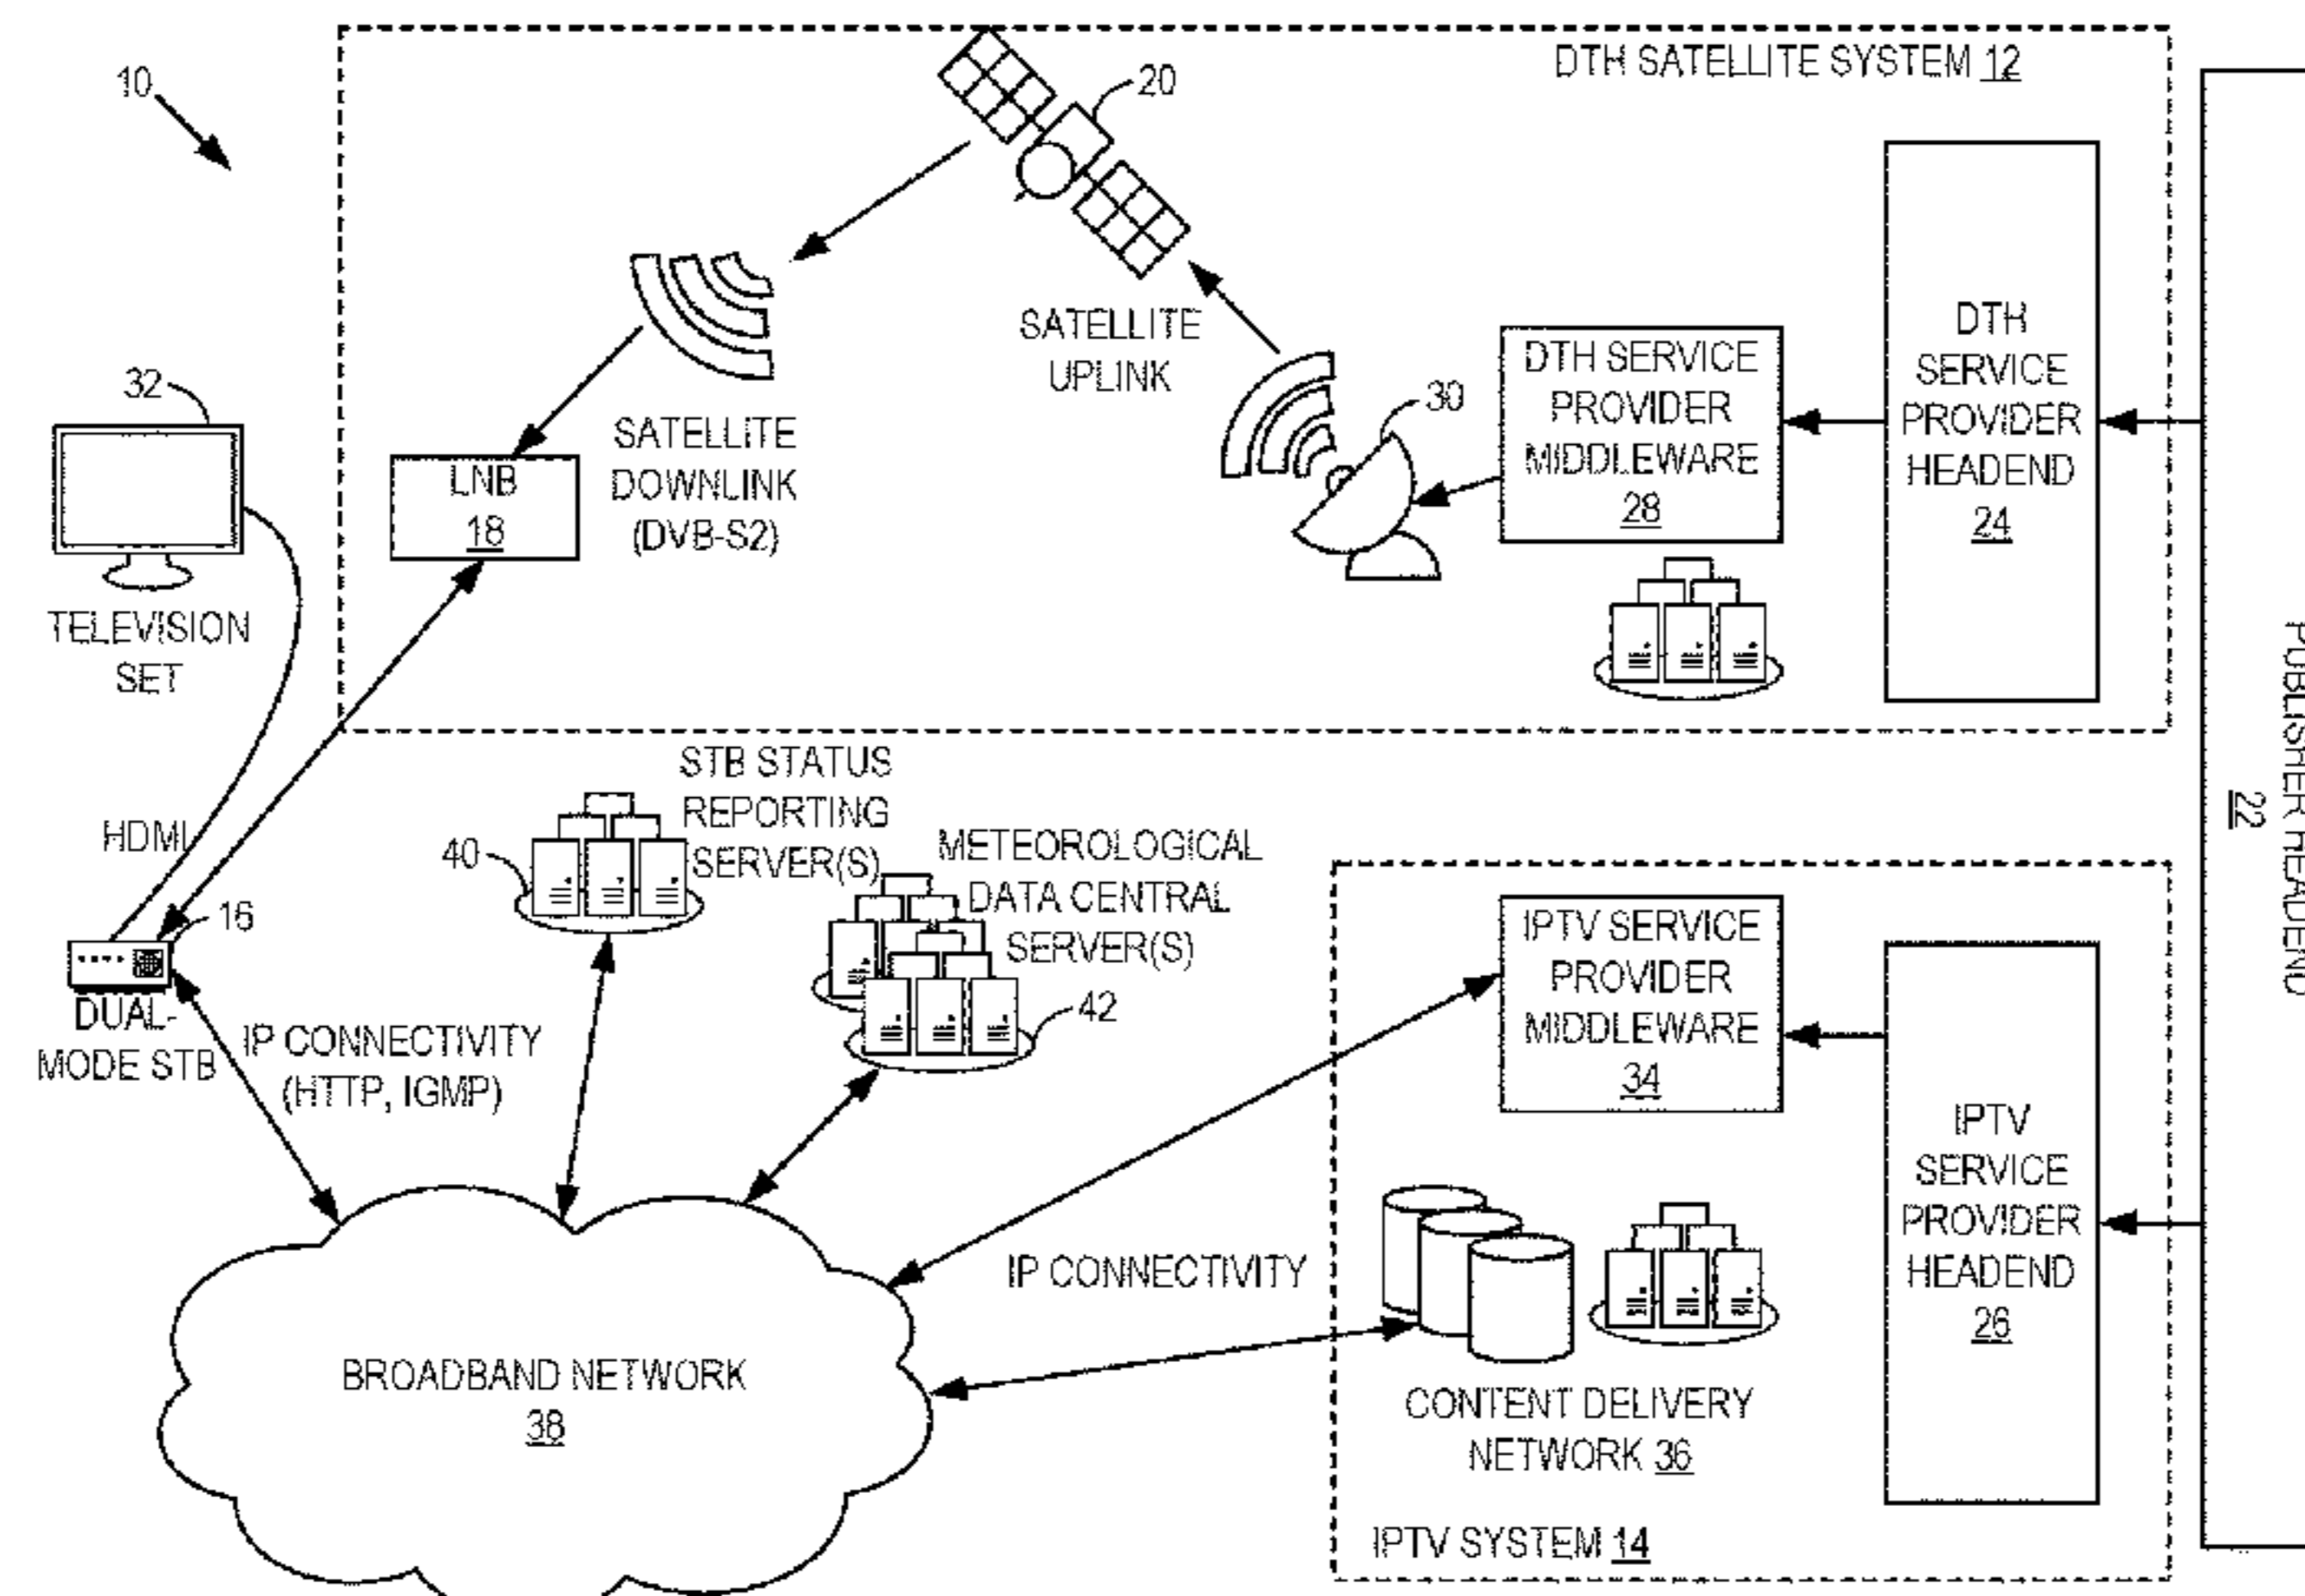 10
DTH SATELLITE SYSTEM 12
20
SATELLITE
UPLINK
DTH SERVICE
PROVIDER
MIDDLEWARE
28
DTH
SERVICE
PROVIDER
HEADEND
24
30
32
TELEVISION
SET
LNB
18
SATELLITE
DOWNLINK
(DVB-S2)
PUBLISHER HEADEND
22
HDMI
16
DUAL-
MODE STB
IP CONNECTIVITY
(HTTP, IGMP)
STB STATUS
REPORTING
SERVER(S)
40
METEOROLOGICAL
DATA CENTRAL
SERVER(S)
42
IPTV SERVICE
PROVIDER
MIDDLEWARE
34
IPTV
SERVICE
PROVIDER
HEADEND
26
IP CONNECTIVITY
BROADBAND NETWORK
38
CONTENT DELIVERY
NETWORK 36
IPTV SYSTEM 14